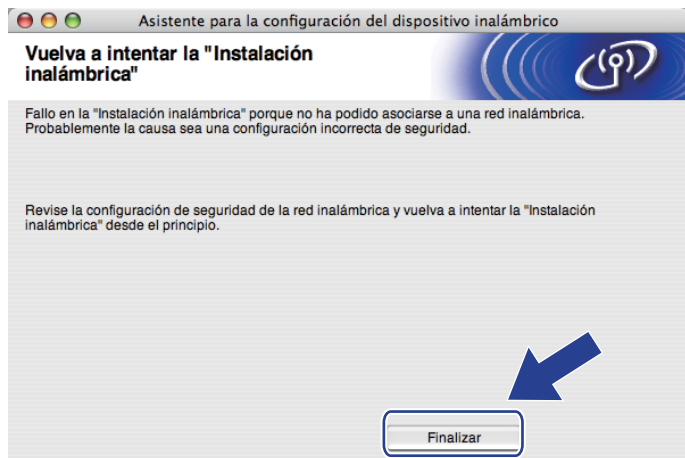 Asistente para la configuración del dispositivo inalámbrico
Vuelva a intentar la "Instalación
inalámbrica"
Fallo en la "Instalación inalámbrica" porque no ha podido asociarse a una red inalámbrica.
Probablemente la causa sea una configuración incorrecta de seguridad.
Revise la configuración de seguridad de la red inalámbrica y vuelva a intentar la "Instalación
inalámbrica" desde el principio.
Finalizar